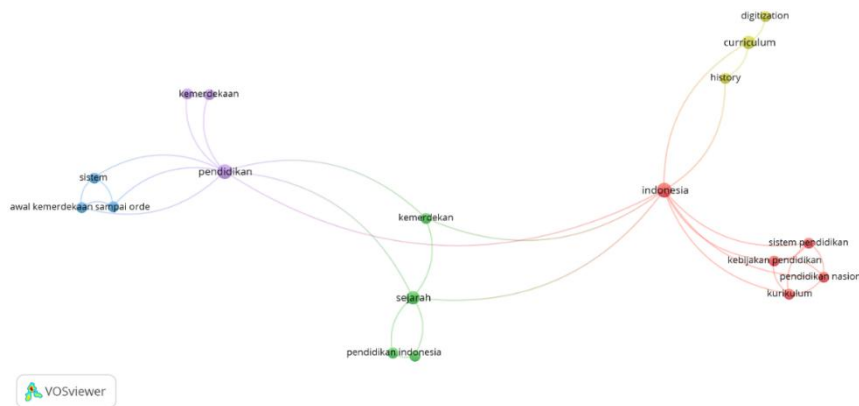 digitization
curriculum
history
kemerdekaan
pendidikan
sistem
awal kemerdekaan sampai orde
indonesia
kemerdekan
sistem pendidikan
kebijakan pendidikan
pendidikan nasion
kurikulum
sejarah
pendidikan indonesia
VOSviewer